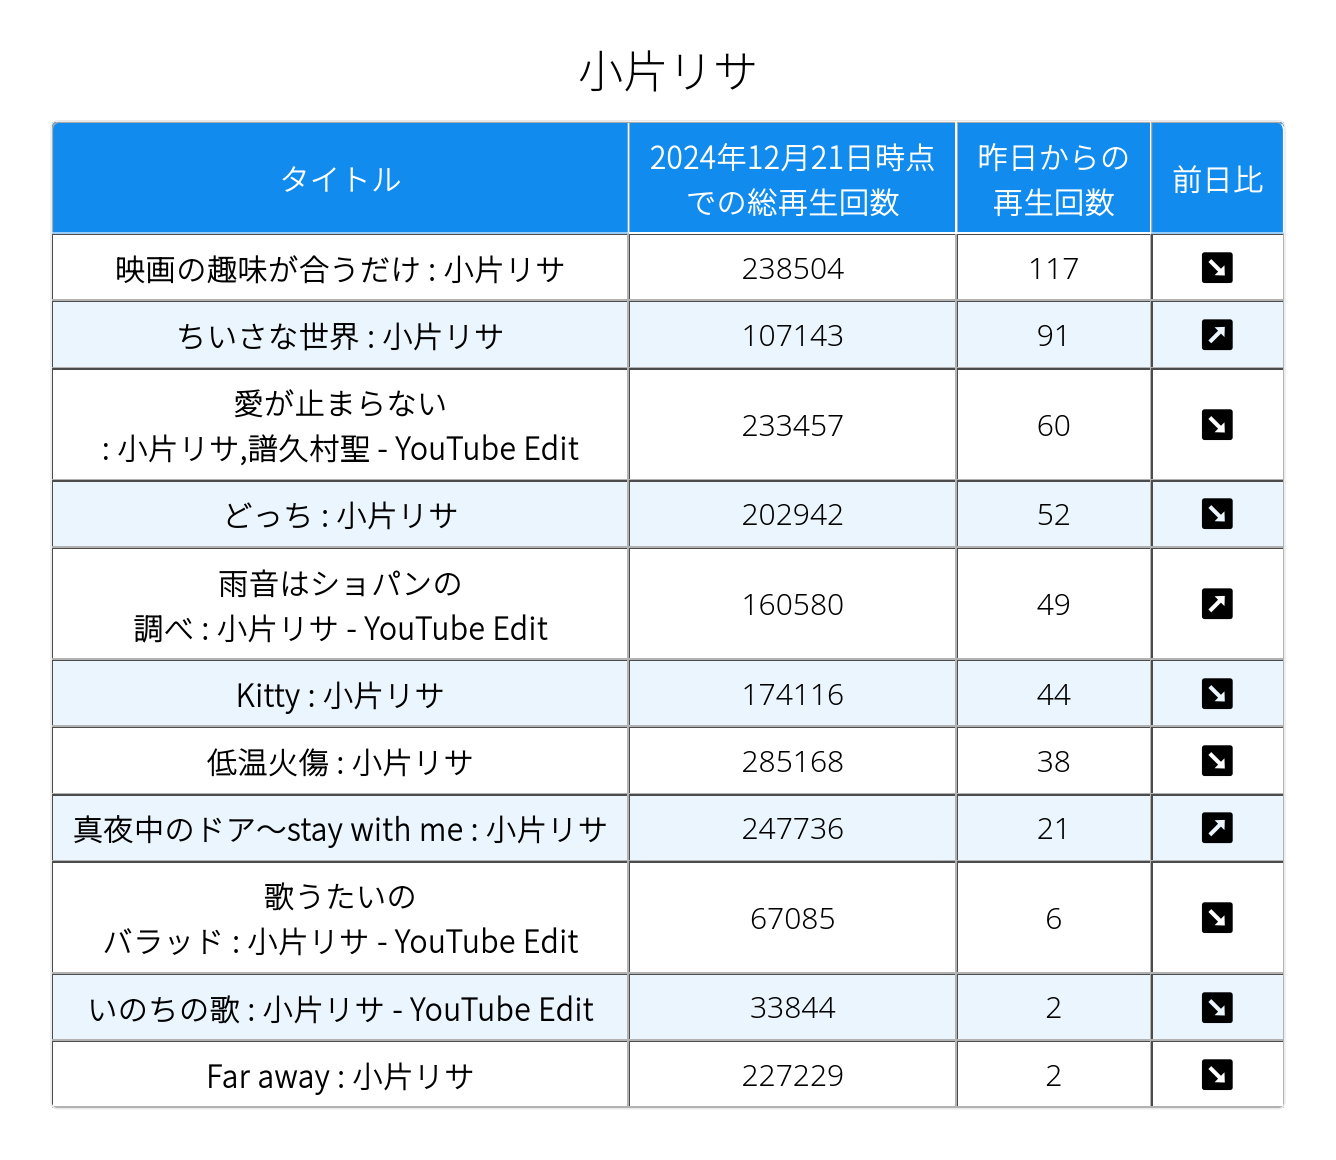 小片リサ
タイトル
2024年12月21日時点
での総再生回数
昨日からの
再生回数
前日比
映画の趣味が合うだけ : 小片リサ 238504 117 ↘
ちいさな世界 : 小片リサ 107143 91 ↗
愛が止まらない
: 小片リサ,譜久村聖 - YouTube Edit 233457 60 ↘
どっち : 小片リサ 202942 52 ↘
雨音はショパンの
調べ : 小片リサ - YouTube Edit 160580 49 ↗
Kitty : 小片リサ 174116 44 ↘
低温火傷 : 小片リサ 285168 38 ↘
真夜中のドア〜stay with me : 小片リサ 247736 21 ↗
歌うたいの
バラッド : 小片リサ - YouTube Edit 67085 6 ↘
いのちの歌 : 小片リサ - YouTube Edit 33844 2 ↘
Far away : 小片リサ 227229 2 ↘